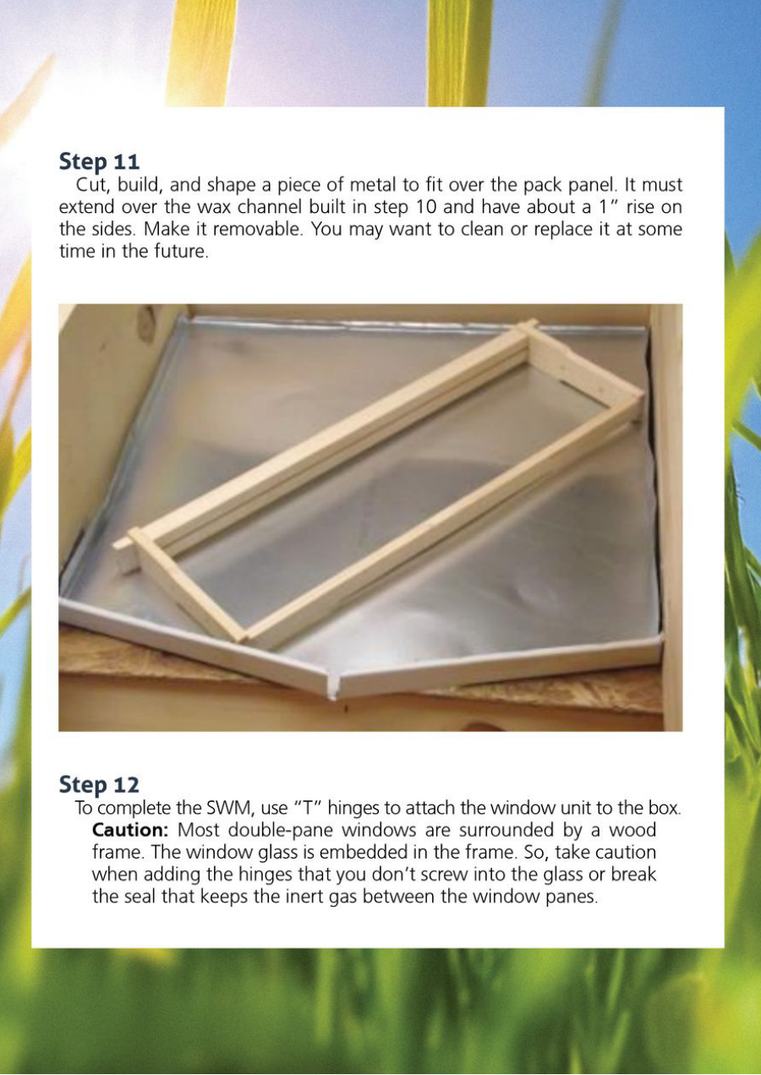 Step 11
Cut, build, and shape a piece of metal to fit over the pack panel. It must
extend over the wax channel built in step 10 and have about a 1” rise on
the sides. Make it removable. You may want to clean or replace it at some
time in the future.
Step 12
To complete the SWM, use “T” hinges to attach the window unit to the box.
Caution: Most double-pane windows are surrounded by a wood
frame. The window glass is embedded in the frame. So, take caution
when adding the hinges that you don’t screw into the glass or break
the seal that keeps the inert gas between the window panes.